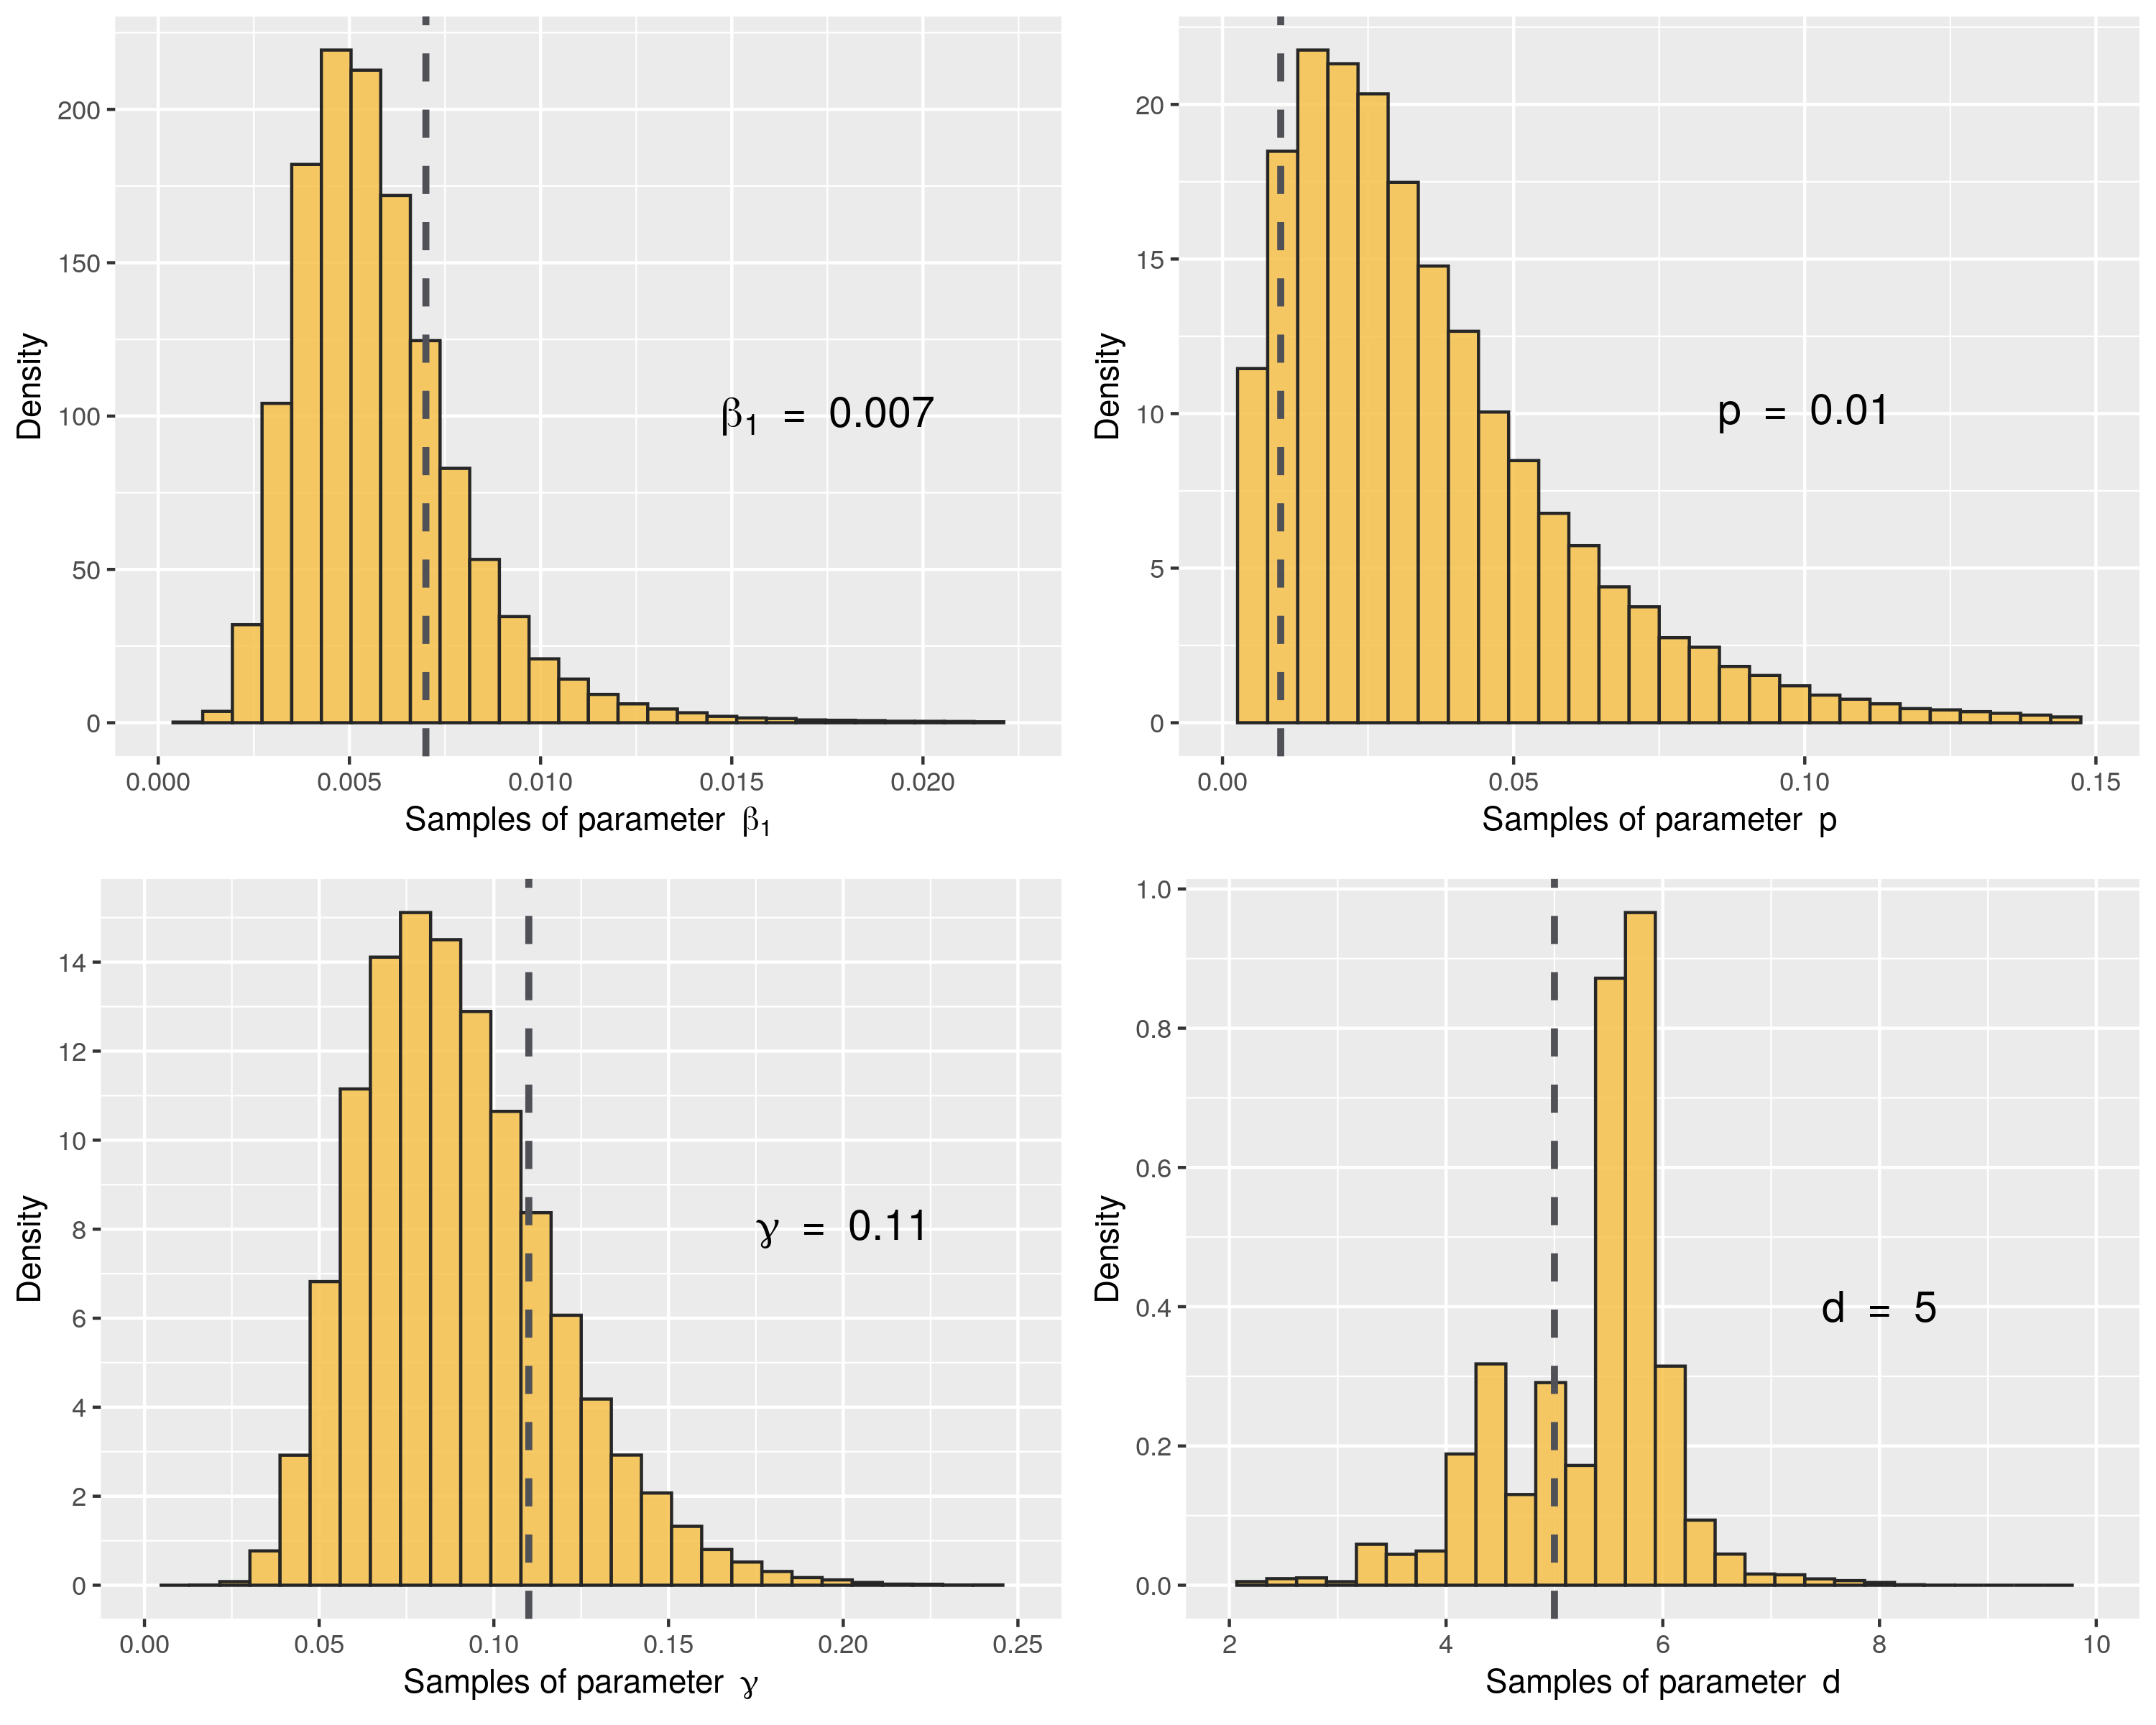 Density
200
150
100
50
0
β1 = 0.007
0.000 0.005 0.010 0.015 0.020
Samples of parameter β1
Density
20
15
10
5
0
p = 0.01
0.00 0.05 0.10 0.15
Samples of parameter p
Density
14
12
10
8
6
4
2
0
γ = 0.11
0.00 0.05 0.10 0.15 0.20 0.25
Samples of parameter γ
Density
1.0
0.8
0.6
0.4
0.2
0.0
d = 5
2 4 6 8 10
Samples of parameter d